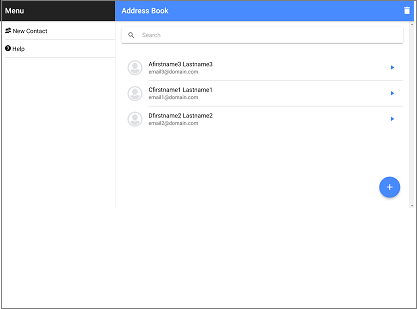 Menu
Address Book
New Contact
Help
Search
Afirstname3 Lastname3
email3@domain.com
Cfirstname1 Lastname1
email1@domain.com
Dfirstname2 Lastname2
email2@domain.com